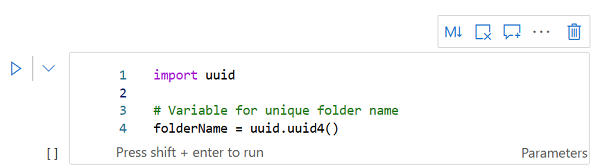 M↓
1 import uuid
2
3 # Variable for unique folder name
4 folderName = uuid.uuid4()
[ ] Press shift + enter to run Parameters